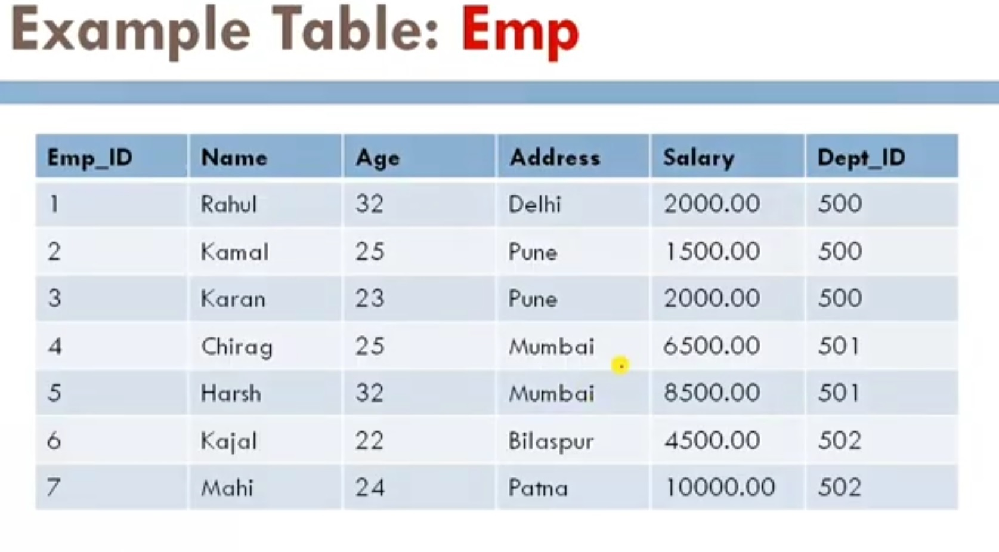 Example Table: Emp
Emp_ID Name Age Address Salary Dept_ID
1 Rahul 32 Delhi 2000.00 500
2 Kamal 25 Pune 1500.00 500
3 Karan 23 Pune 2000.00 500
4 Chirag 25 Mumbai 6500.00 501
5 Harsh 32 Mumbai 8500.00 501
6 Kajal 22 Bilaspur 4500.00 502
7 Mahi 24 Patna 10000.00 502